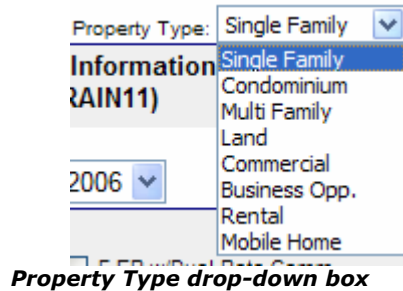 Property Type: Single Family
Information Single Family
RAIN11) Condominium
Multi Family
Land
Commercial
2006 Business Opp.
Rental
Mobile Home
Property Type drop-down box